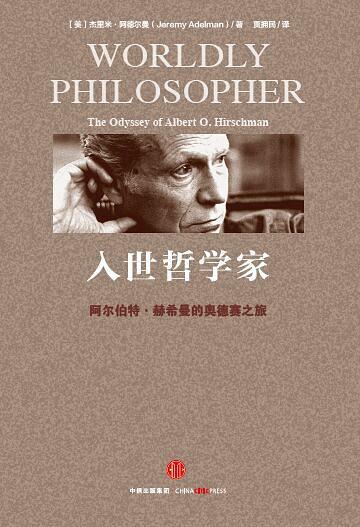 ［美］杰里米·阿德尔曼（Jeremy Adelman）/ 著　　贾拥民 / 译
WORLDLY
PHILOSOPHER
The Odyssey of Albert O. Hirschman
入世哲学家
阿尔伯特·赫希曼的奥德赛之旅
中信出版集团　CHINA CITIC PRESS